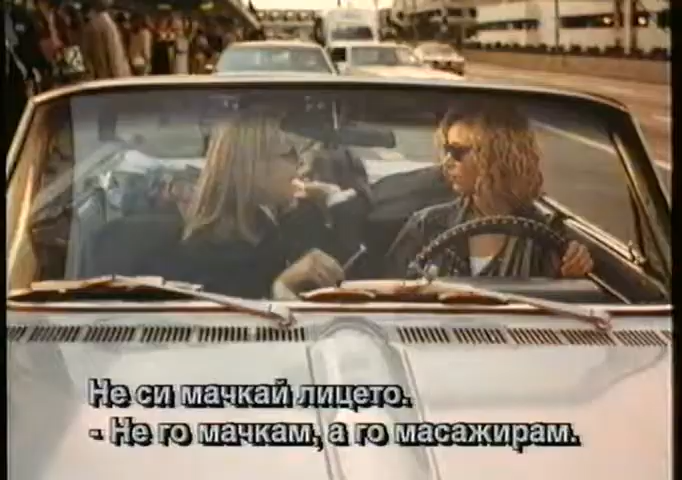 Не си мачкай лицето.
- Не го мачкам, а го масажирам.